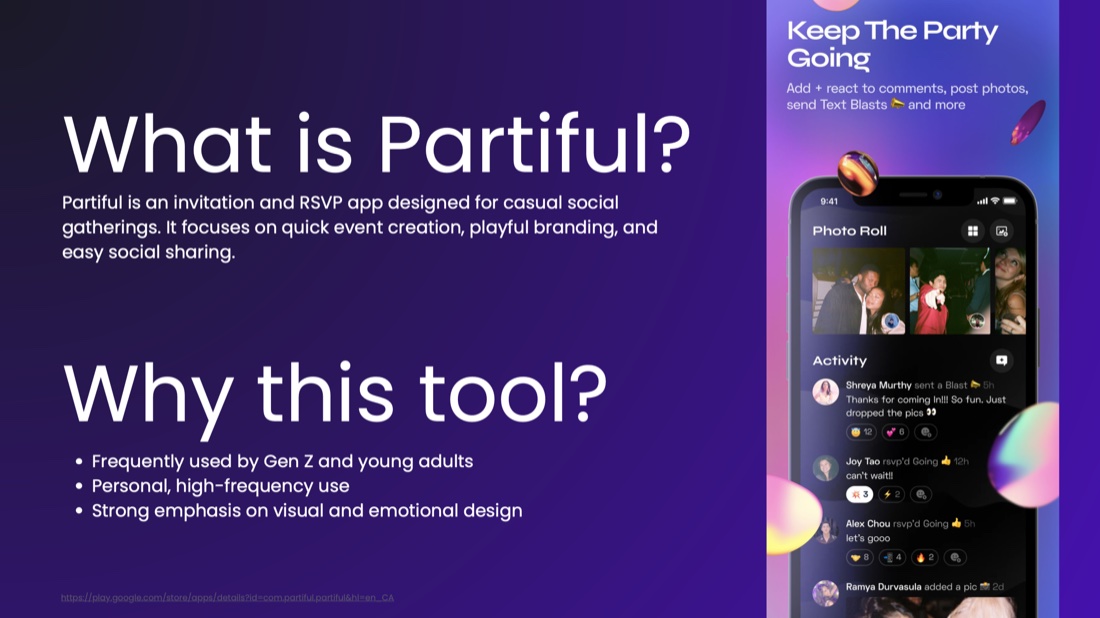 What is Partiful?
Partiful is an invitation and RSVP app designed for casual social
gatherings. It focuses on quick event creation, playful branding, and
easy social sharing.
Why this tool?
• Frequently used by Gen Z and young adults
• Personal, high-frequency use
• Strong emphasis on visual and emotional design
https://play.google.com/store/apps/details?id=com.partiful.partiful&hl=en_CA
Keep The Party
Going
Add + react to comments, post photos,
send Text Blasts 📣 and more
9:41
Photo Roll
Activity
Shreya Murthy sent a Blast 📣 5h
Thanks for coming In!!! So fun. Just
dropped the pics 👀
😇 12 💞 6
Joy Tao rsvp'd Going 👍 12h
can't wait!!
💥 3 ⚡ 2
Alex Chou rsvp'd Going 👍 5h
let's gooo
🤝 8 📲 4 🔥 2
Ramya Durvasula added a pic 📸 2d